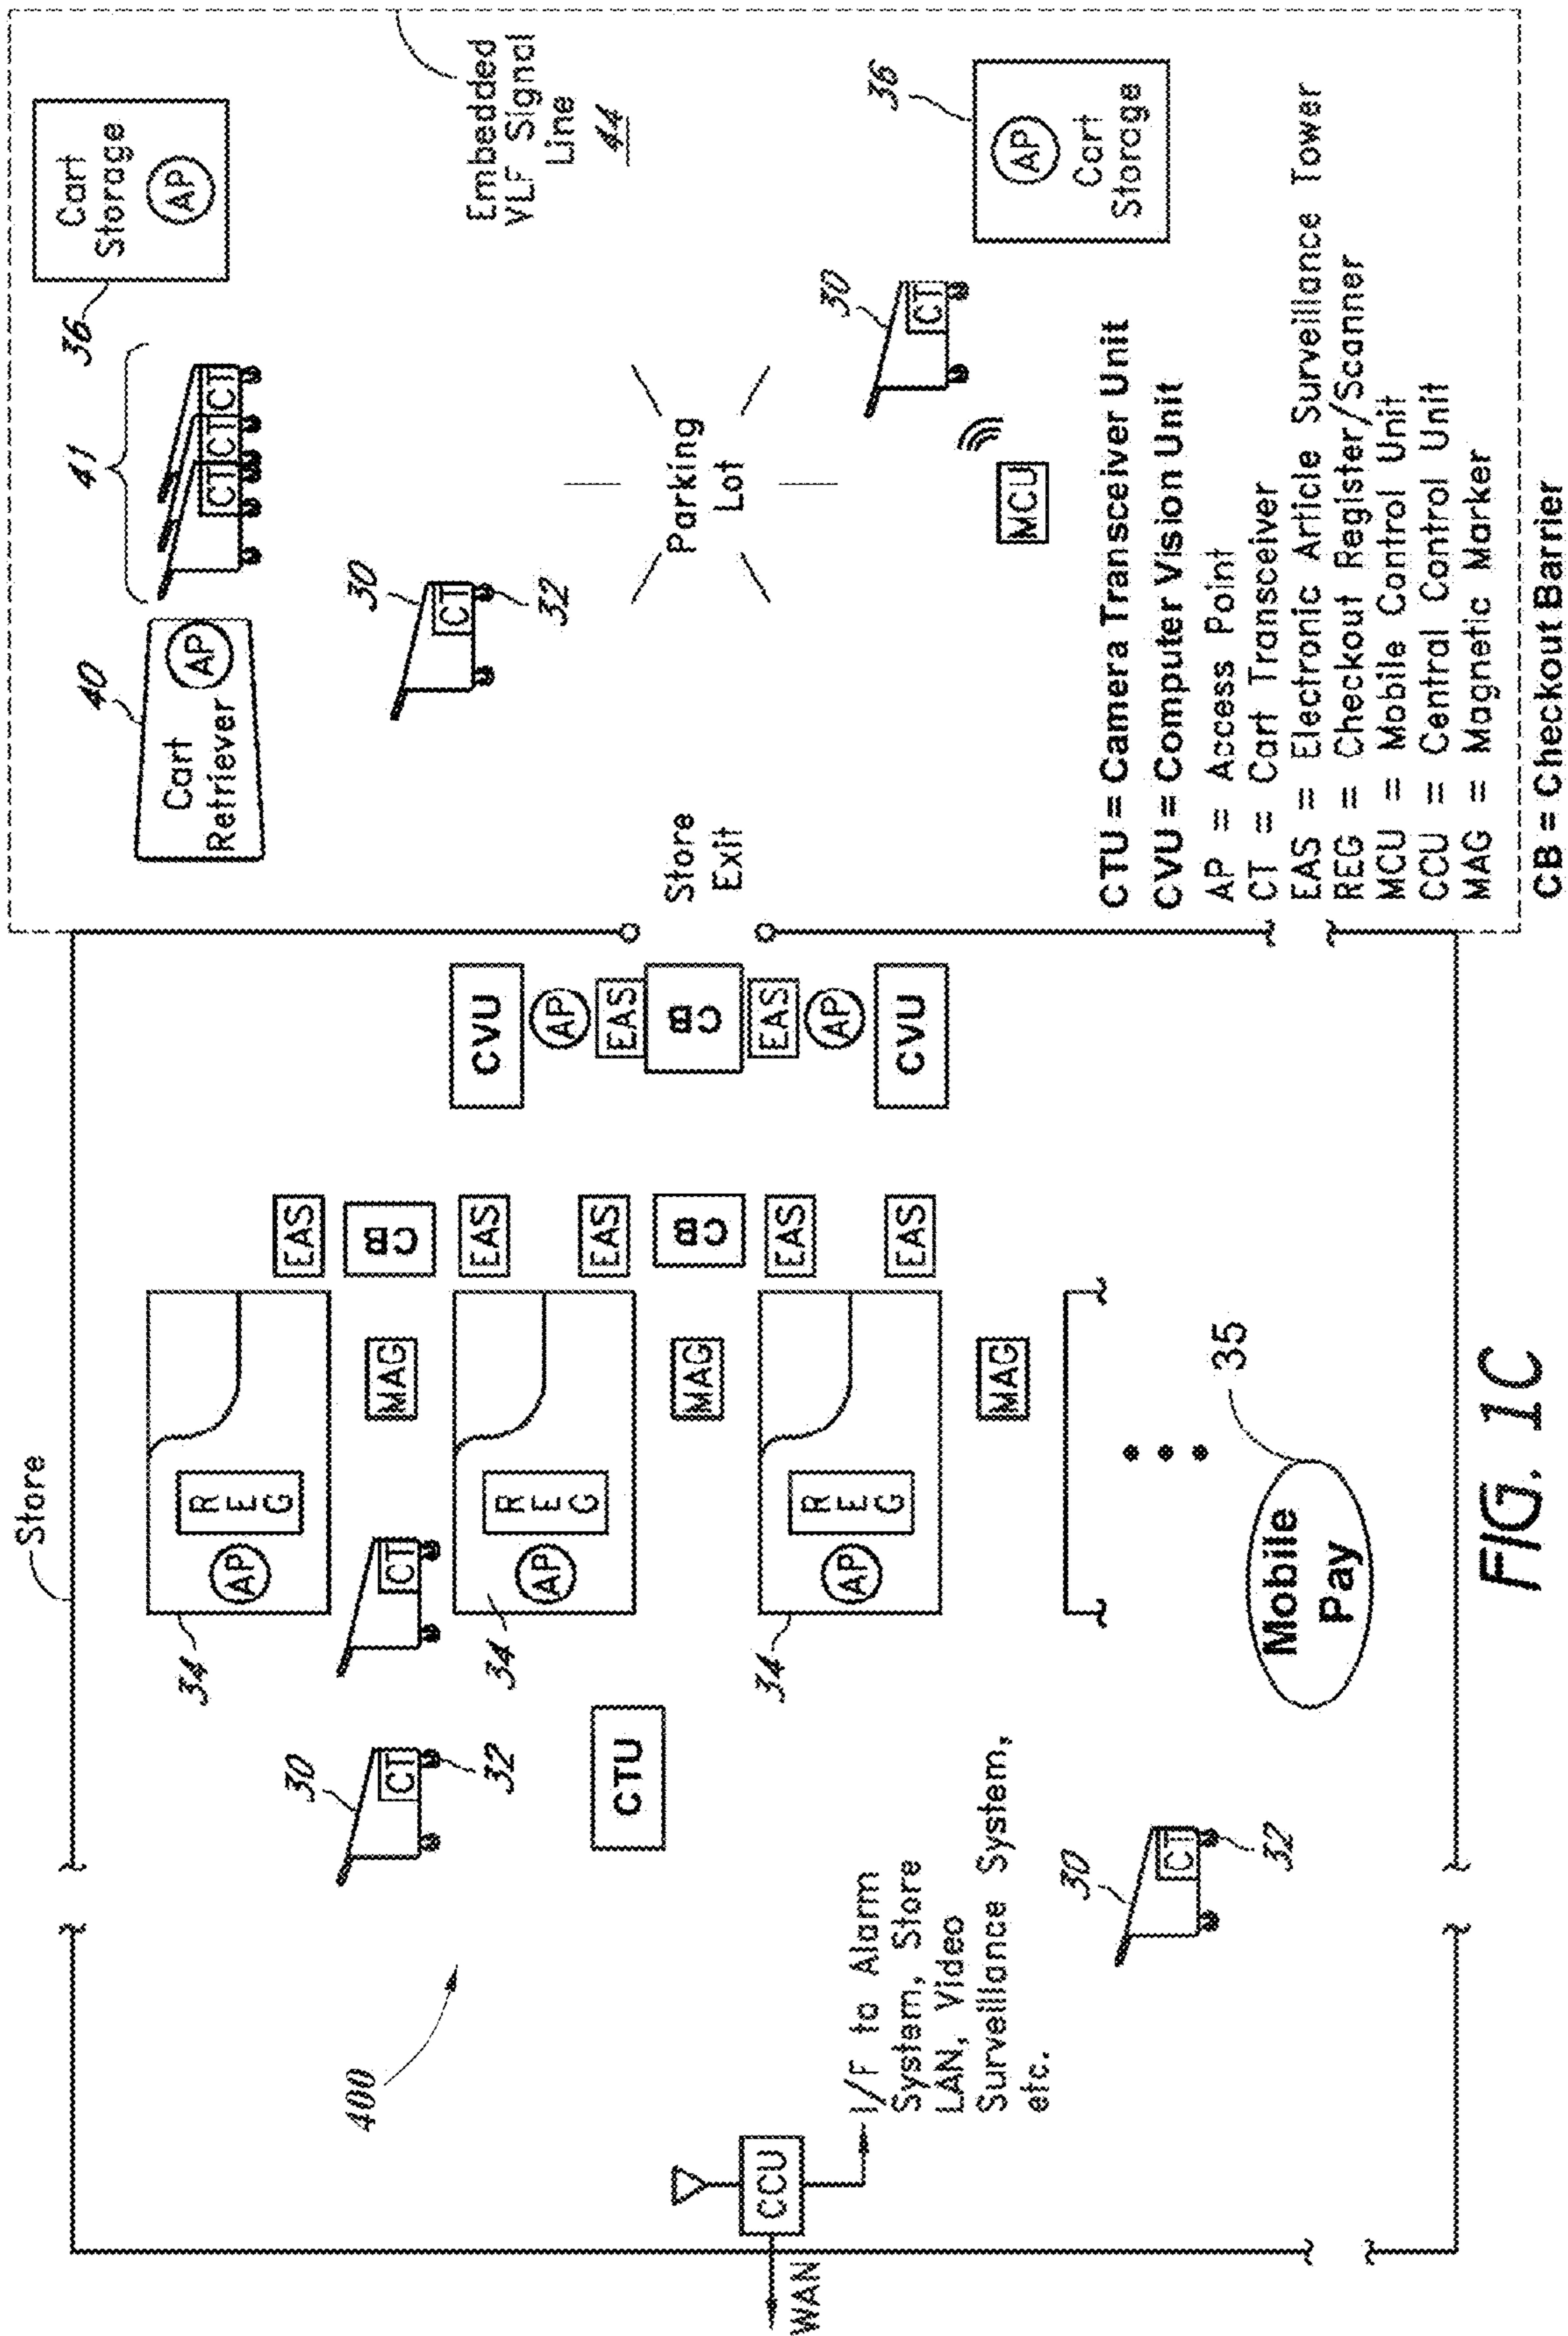 Store
34
AP
REG
EAS
CB
MAG
CT
30
CT
32
34
AP
REG
EAS
EAS
CB
MAG
34
AP
REG
EAS
EAS
MAG
CTU
400
CVU
AP
EAS
CB
EAS
AP
CVU
Store
Exit
WAN
CCU
I/F to Alarm
System, Store
LAN, Video
Surveillance System,
etc.
30
CT
32
Mobile
Pay
35
40
Cart
Retriever
AP
41
CT
CT
CT
36
Cart
Storage
AP
30
CT
32
Embedded
VLF Signal
Line
44
Parking
Lot
30
CT
MCU
36
AP
Cart
Storage
CTU = Camera Transceiver Unit
CVU = Computer Vision Unit
AP = Access Point
CT = Cart Transceiver
EAS = Electronic Article Surveillance Tower
REG = Checkout Register/Scanner
MCU = Mobile Control Unit
CCU = Central Control Unit
MAG = Magnetic Marker
CB = Checkout Barrier
FIG. 1C